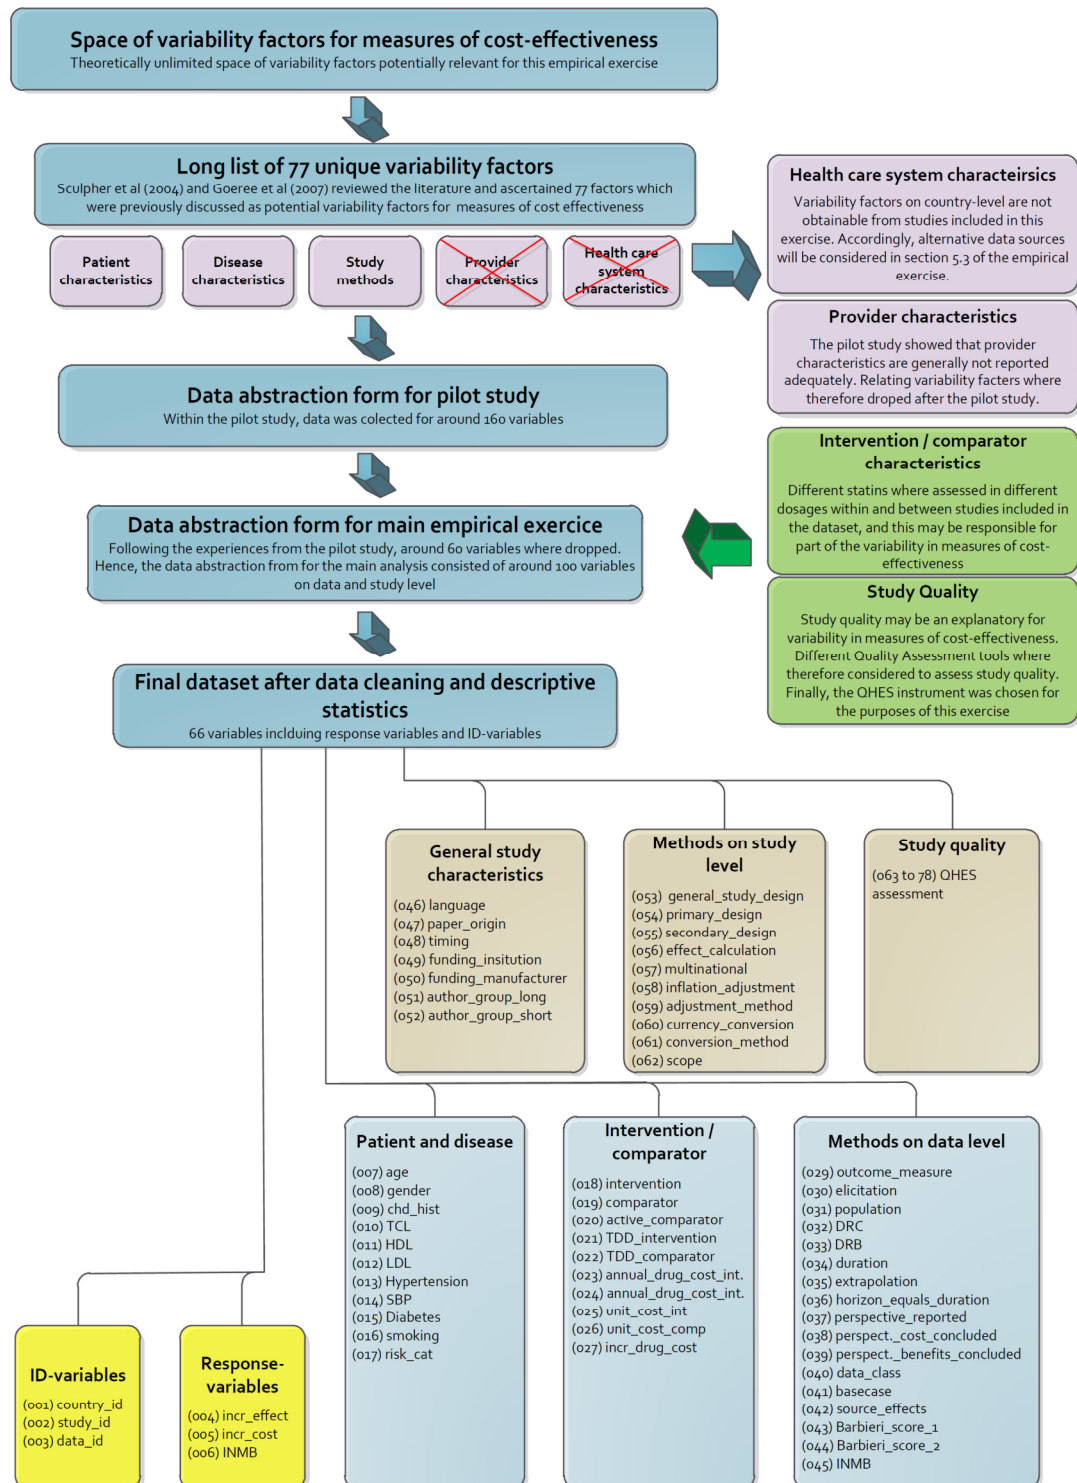 Space of variability factors for measures of cost-effectiveness
Theoretically unlimited space of variability factors potentially relevant for this empirical exercise
Long list of 77 unique variability factors
Sculpher et al (2004) and Goeree et al (2007) reviewed the literature and ascertained 77 factors which
were previously discussed as potential variability factors for measures of cost effectiveness
Patient
characteristics
Disease
characteristics
Study
methods
Provider
characteristics
Health care
system
characteristics
Health care system characteirsics
Variability factors on country-level are not
obtainable from studies included in this
exercise. Accordingly, alternative data sources
will be considered in section 5.3 of the empirical
exercise.
Provider characteristics
The pilot study showed that provider
characteristics are generally not reported
adequately. Relating variability factors where
therefore droped after the pilot study.
Data abstraction form for pilot study
Within the pilot study, data was colected for around 160 variables
Intervention / comparator
characteristics
Different statins where assessed in different
dosages within and between studies included in
the dataset, and this may be responsible for
part of the variability in measures of cost-
effectiveness
Data abstraction form for main empirical exercice
Following the experiences from the pilot study, around 60 variables where dropped.
Hence, the data abstraction from for the main analysis consisted of around 100 variables
on data and study level
Study Quality
Study quality may be an explanatory for
variability in measures of cost-effectiveness.
Different Quality Assessment tools where
therefore considered to assess study quality.
Finally, the QHES instrument was chosen for
the purposes of this exercise
Final dataset after data cleaning and descriptive
statistics
66 variables inclduing response variables and ID-variables
General study
characteristics
(046) language
(047) paper_origin
(048) timing
(049) funding_insitution
(050) funding_manufacturer
(051) author_group_long
(052) author_group_short
Methods on study
level
(053) general_study_design
(054) primary_design
(055) secondary_design
(056) effect_calculation
(057) multinational
(058) inflation_adjustment
(059) adjustment_method
(060) currency_conversion
(061) conversion_method
(062) scope
Study quality
(063 to 78) QHES
assessment
Patient and disease
(007) age
(008) gender
(009) chd_hist
(010) TCL
(011) HDL
(012) LDL
(013) Hypertension
(014) SBP
(015) Diabetes
(016) smoking
(017) risk_cat
Intervention /
comparator
(018) intervention
(019) comparator
(020) active_comparator
(021) TDD_intervention
(022) TDD_comparator
(023) annual_drug_cost_int.
(024) annual_drug_cost_int.
(025) unit_cost_int
(026) unit_cost_comp
(027) incr_drug_cost
Methods on data level
(029) outcome_measure
(030) elicitation
(031) population
(032) DRC
(033) DRB
(034) duration
(035) extrapolation
(036) horizon_equals_duration
(037) perspective_reported
(038) perspect._cost_concluded
(039) perspect._benefits_concluded
(040) data_class
(041) basecase
(042) source_effects
(043) Barbieri_score_1
(044) Barbieri_score_2
(045) INMB
ID-variables
(001) country_id
(002) study_id
(003) data_id
Response-
variables
(004) incr_effect
(005) incr_cost
(006) INMB